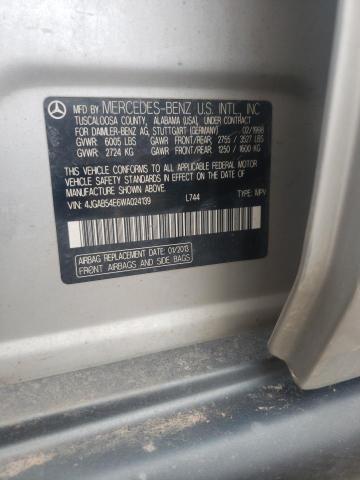 MFD BY MERCEDES-BENZ U.S. INT'L., INC
TUSCALOOSA COUNTY, ALABAMA (USA), UNDER CONTRACT
FOR DAIMLER-BENZ AG, STUTTGART (GERMANY) 02/1998
GVWR: 6005 LBS GAWR FRONT/REAR: 2755 / 3527 LBS
GVWR: 2724 KG GAWR FRONT/REAR: 1250 / 1600 KG
THIS VEHICLE CONFORMS TO ALL APPLICABLE
FEDERAL MOTOR VEHICLE SAFETY
STANDARDS IN EFFECT ON THE DATE OF
MANUFACTURE SHOWN ABOVE.
VIN: 4JGAB54E6WA024139 L744 TYPE: MPV
AIRBAG REPLACEMENT DATE: 01/2013
FRONT AIRBAGS AND SIDE BAGS